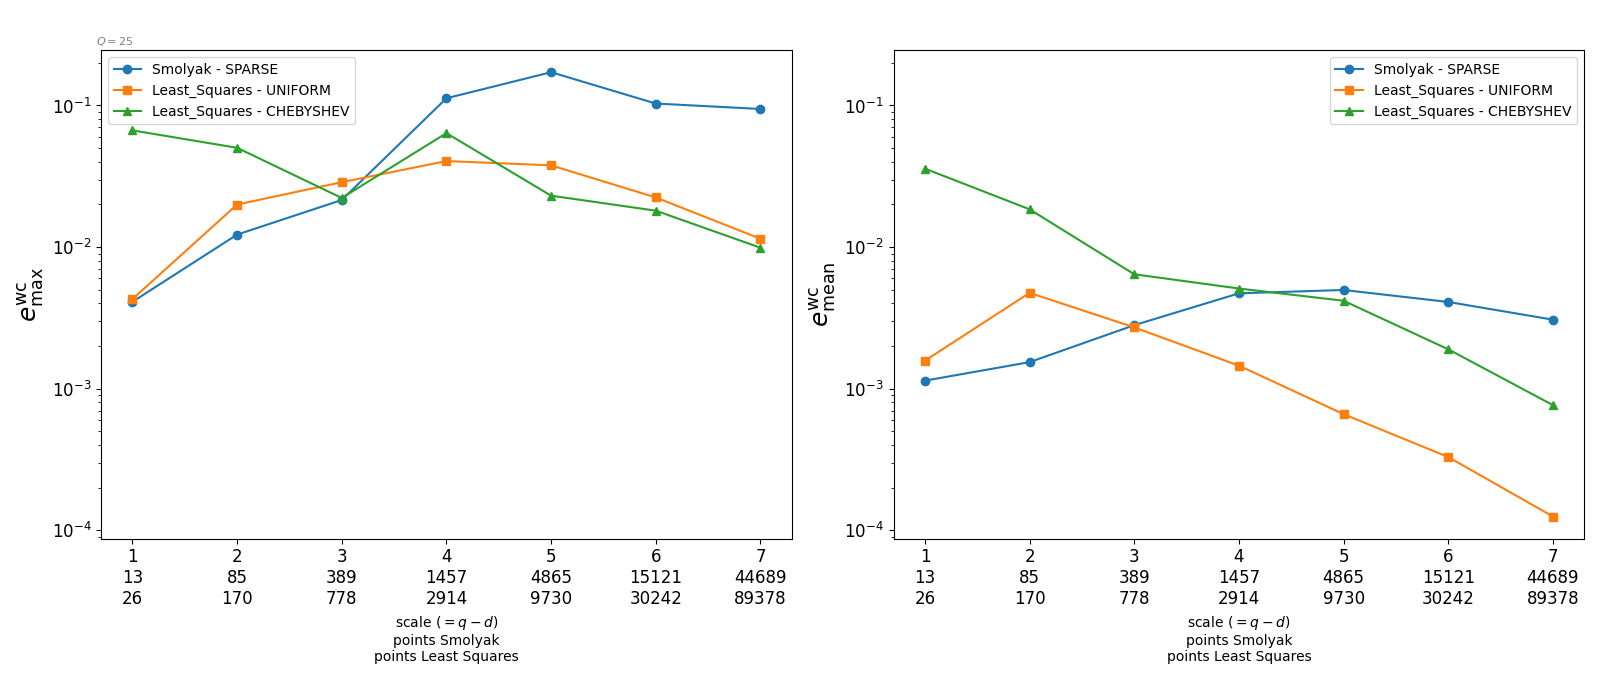 Q = 25
Smolyak - SPARSE
Least_Squares - UNIFORM
Least_Squares - CHEBYSHEV
10⁻¹
10⁻²
10⁻³
10⁻⁴
e^wc_max
1 2 3 4 5 6 7
13 85 389 1457 4865 15121 44689
26 170 778 2914 9730 30242 89378
scale (= q − d)
points Smolyak
points Least Squares
Smolyak - SPARSE
Least_Squares - UNIFORM
Least_Squares - CHEBYSHEV
10⁻¹
10⁻²
10⁻³
10⁻⁴
e^wc_mean
1 2 3 4 5 6 7
13 85 389 1457 4865 15121 44689
26 170 778 2914 9730 30242 89378
scale (= q − d)
points Smolyak
points Least Squares